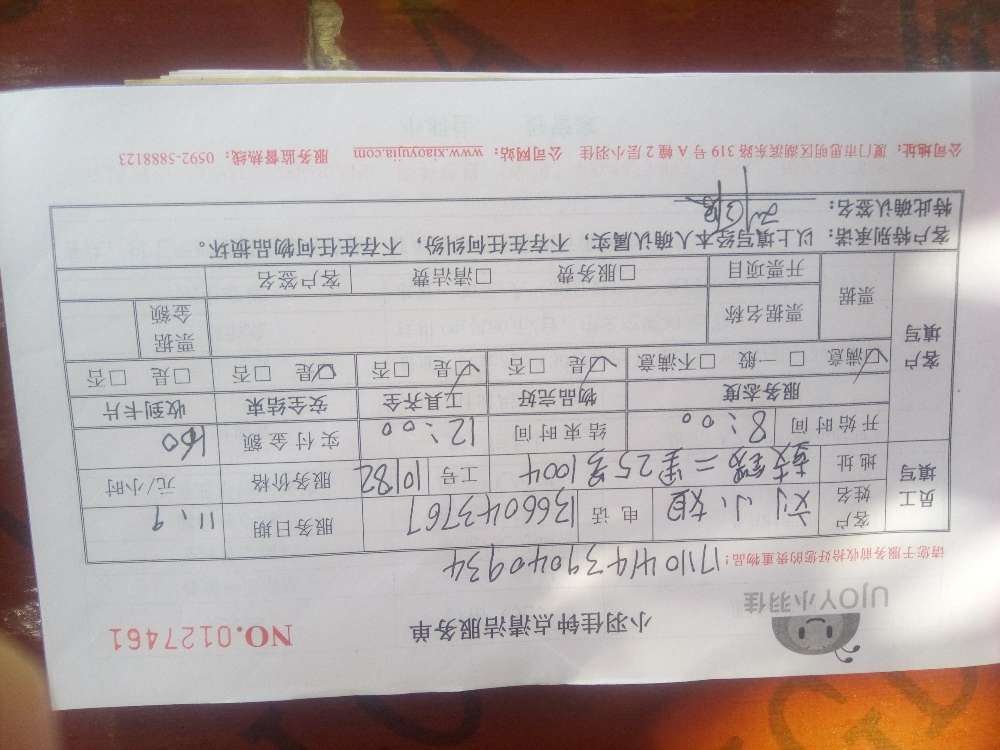 UJOY小羽佳
小羽佳钟点清洁服务单
NO.0127461
请您于服务前收拾好您的贵重物品！
17110419439040934
员工填写 客户姓名 刘小姐 电话 1366043767 服务日期 11.9
地址 二里25号1004 工号 10182 服务价格 元/小时
开始时间 8:00 结束时间 12:00 实付金额 160
客户填写 服务态度 物品完好 工具齐全 安全结束 收到卡片
☑满意 □一般 □不满意 ☑是 □否 ☑是 □否 ☑是 □否 □是 □否
票据 票据名称 票据金额
开票项目 □服务费 □清洁费 客户签名
客户特别承诺：以上填写经本人确认属实，不存在任何纠纷，不存在任何物品损坏。
特此确认签名：
公司地址：厦门市思明区湖滨东路319号A幢2层小羽佳 公司网站：www.xiaoyujia.com 服务监督热线：0592-5888123